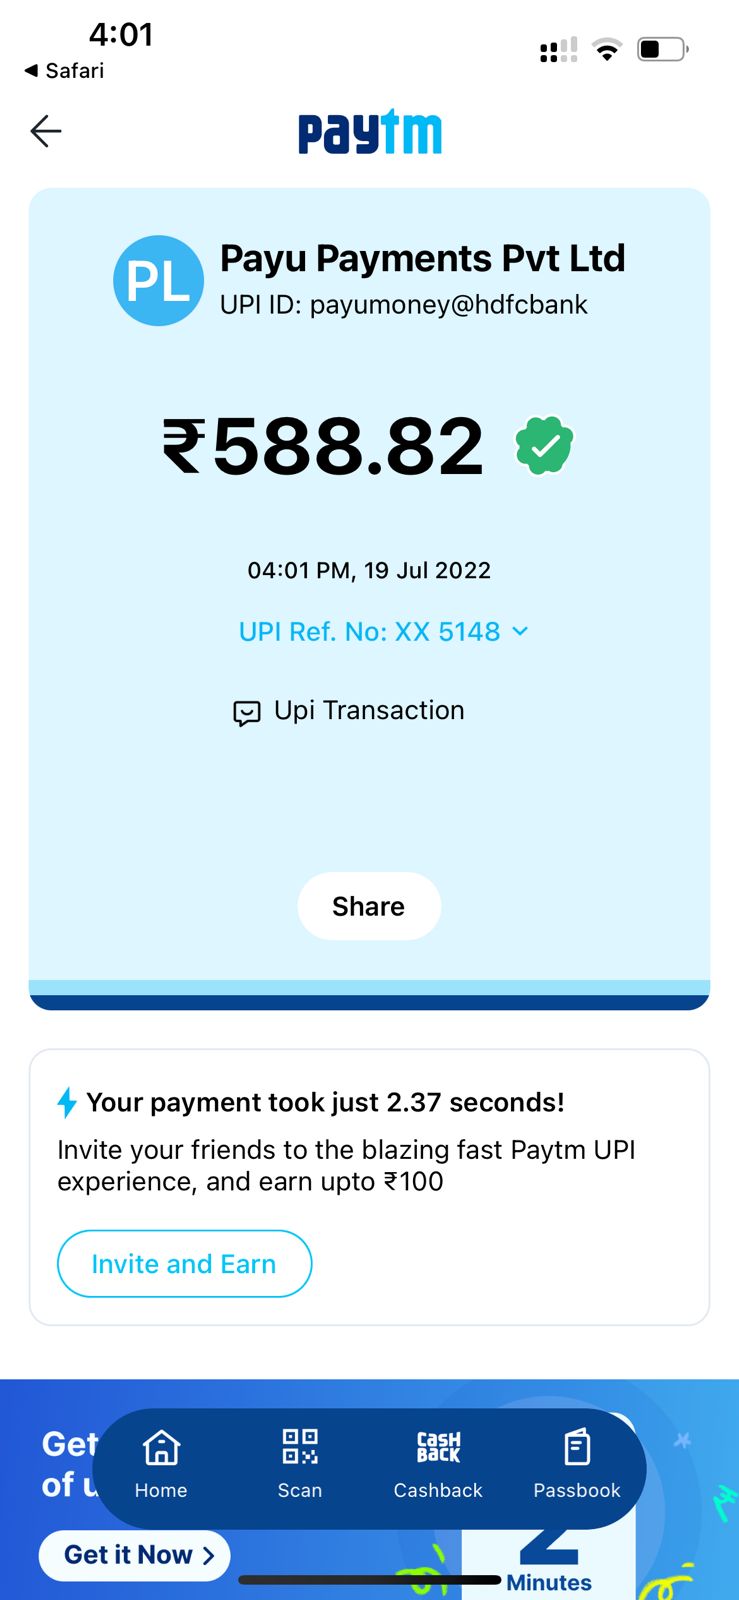 4:01
◀ Safari
paytm
PL
Payu Payments Pvt Ltd
UPI ID: payumoney@hdfcbank
₹588.82
04:01 PM, 19 Jul 2022
UPI Ref. No: XX 5148
Upi Transaction
Share
Your payment took just 2.37 seconds!
Invite your friends to the blazing fast Paytm UPI
experience, and earn upto ₹100
Invite and Earn
Get
of
CASH
BACK
Home
Scan
Cashback
Passbook
Get it Now
2
Minutes